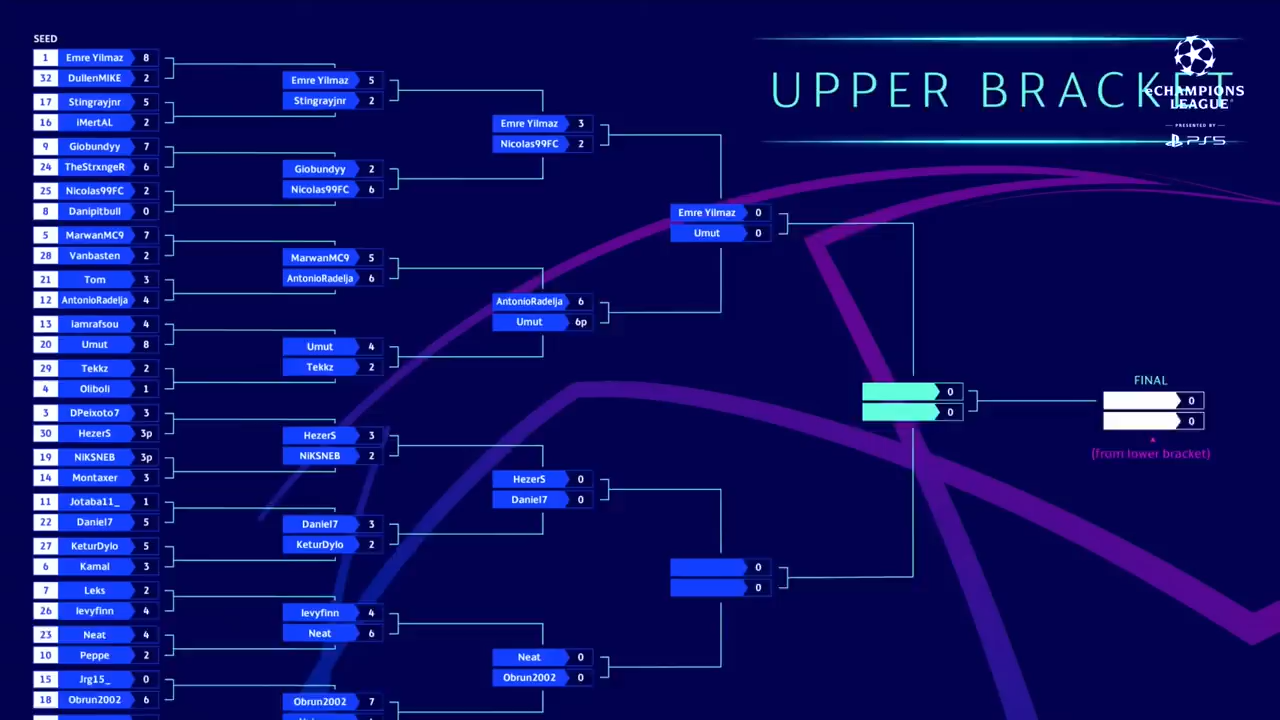 SEED
1 Emre Yilmaz 8
32 DullenMIKE 2
17 Stingrayjnr 5
16 iMertAL 2
9 Giobundyy 7
24 TheStrxngeR 6
25 Nicolas99FC 2
8 Danipitbull 0
5 MarwanMC9 7
28 Vanbasten 2
21 Tom 3
12 AntonioRadelja 4
13 Iamrafsou 4
20 Umut 8
29 Tekkz 2
4 Oliboli 1
3 DPeixoto7 3
30 HezerS 3p
19 NIKSNEB 3p
14 Montaxer 3
11 Jotaba11_ 1
22 Daniel7 5
27 KeturDylo 5
6 Kamal 3
7 Leks 2
26 levyfinn 4
23 Neat 4
10 Peppe 2
15 Jrg15_ 0
18 Obrun2002 6
Emre Yilmaz 5
Stingrayjnr 2
Giobundyy 2
Nicolas99FC 6
MarwanMC9 5
AntonioRadelja 6
Umut 4
Tekkz 2
HezerS 3
NIKSNEB 2
Daniel7 3
KeturDylo 2
levyfinn 4
Neat 6
Obrun2002 7
Emre Yilmaz 3
Nicolas99FC 2
AntonioRadelja 6
Umut 6p
HezerS 0
Daniel7 0
Neat 0
Obrun2002 0
Emre Yilmaz 0
Umut 0
0
0
0
0
FINAL
0
0
(from lower bracket)
UPPER BRACKET
eCHAMPIONS
LEAGUE
PRESENTED BY
PS5